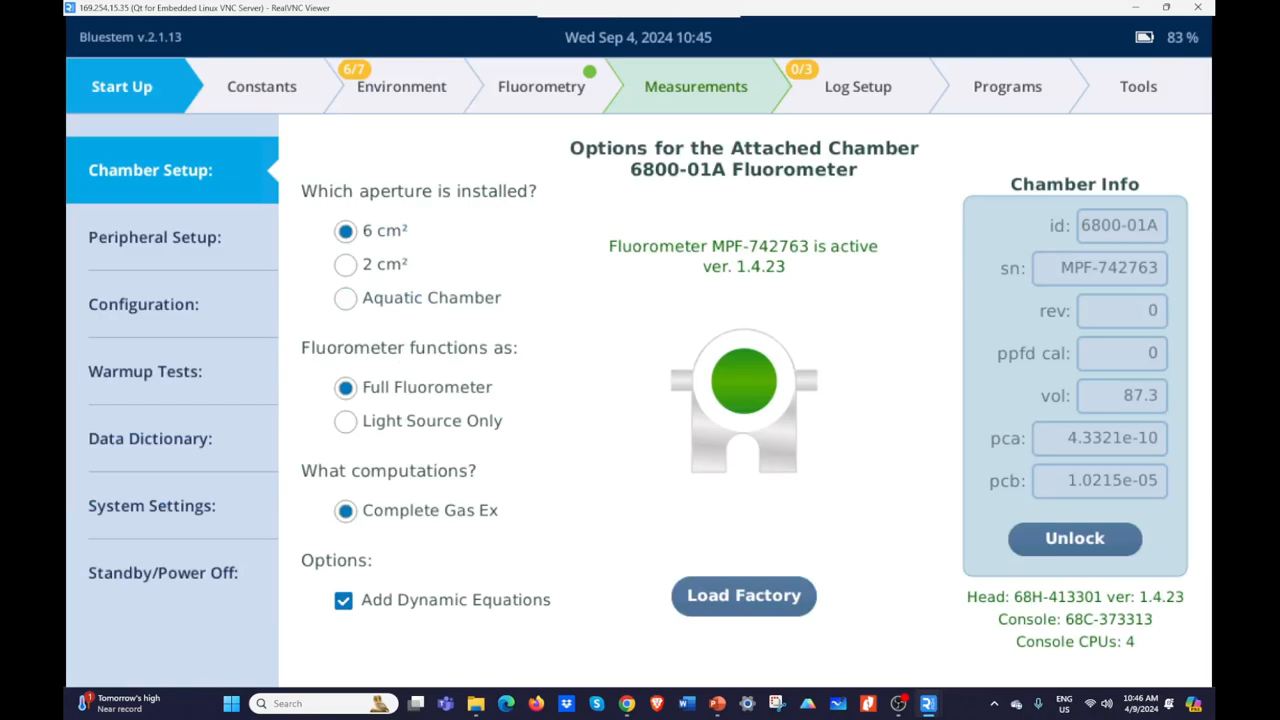 169.254.15.35 (Qt for Embedded Linux VNC Server) - RealVNC Viewer
Bluestem v.2.1.13
Wed Sep 4, 2024 10:45
83 %
Start Up
Constants
6/7
Environment
Fluorometry
Measurements
0/3
Log Setup
Programs
Tools
Chamber Setup:
Peripheral Setup:
Configuration:
Warmup Tests:
Data Dictionary:
System Settings:
Standby/Power Off:
Options for the Attached Chamber
6800-01A Fluorometer
Which aperture is installed?
6 cm²
2 cm²
Aquatic Chamber
Fluorometer functions as:
Full Fluorometer
Light Source Only
What computations?
Complete Gas Ex
Options:
Add Dynamic Equations
Fluorometer MPF-742763 is active
ver. 1.4.23
Load Factory
Chamber Info
id: 6800-01A
sn: MPF-742763
rev: 0
ppfd cal: 0
vol: 87.3
pca: 4.3321e-10
pcb: 1.0215e-05
Unlock
Head: 68H-413301 ver: 1.4.23
Console: 68C-373313
Console CPUs: 4
1
Tomorrow's high
Near record
Search
ENG
US
10:46 AM
4/9/2024